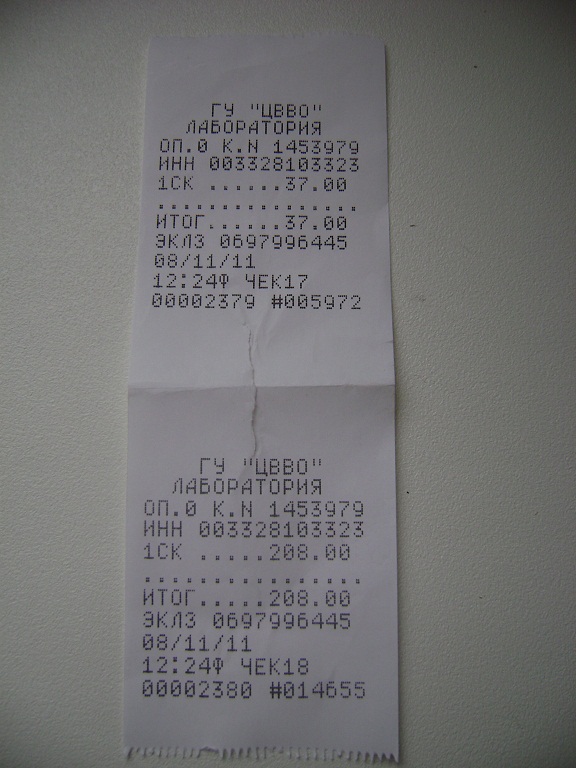 ГУ "ЦВВО"
ЛАБОРАТОРИЯ
ОП.0 К.N 1453979
ИНН 003328103323
1СК ......37.00
................
ИТОГ......37.00
ЭКЛЗ 0697996445
08/11/11
12:24Ф ЧЕК17
00002379 #005972
ГУ "ЦВВО"
ЛАБОРАТОРИЯ
ОП.0 К.N 1453979
ИНН 003328103323
1СК .....208.00
................
ИТОГ.....208.00
ЭКЛЗ 0697996445
08/11/11
12:24Ф ЧЕК18
00002380 #014655